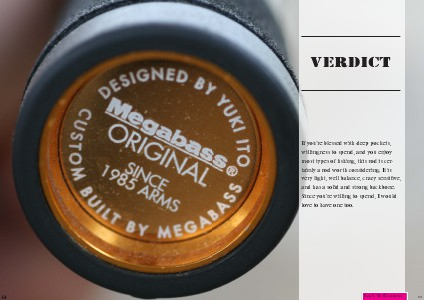 DESIGNED BY YUKI ITO
Megabass®
ORIGINAL
SINCE
1985 ARMS
CUSTOM BUILT BY MEGABASS
VERDICT
If you're blessed with deep pockets,
willingness to spend, and you enjoy
most types of fishing, this rod is cer-
tainly a rod worth considering. It is
very light, well balance, crazy sensitive,
and has a solid and strong backbone.
Since you're willing to spend, I would
love to have one too.